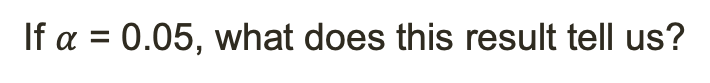 If α = 0.05, what does this result tell us?